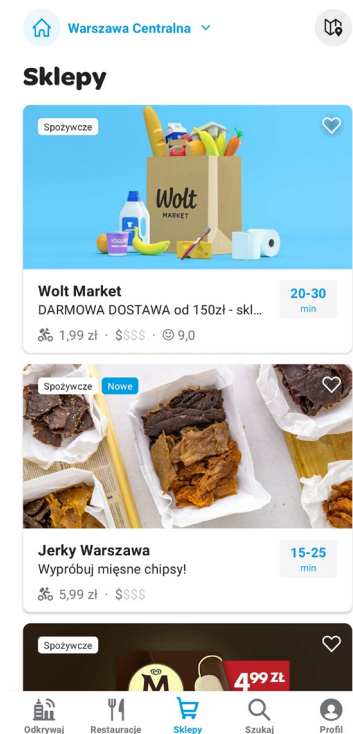 Warszawa Centralna
Sklepy
Spożywcze
Wolt
MARKET
YOGURT
Wolt Market
DARMOWA DOSTAWA od 150zł - skl...
20-30
min
1,99 zł · $$$$ · 9,0
Spożywcze
Nowe
Jerky Warszawa
Wypróbuj mięsne chipsy!
15-25
min
5,99 zł · $$$$
Spożywcze
M
4 99 ZŁ
Odkrywaj
Restauracje
Sklepy
Szukaj
Profil